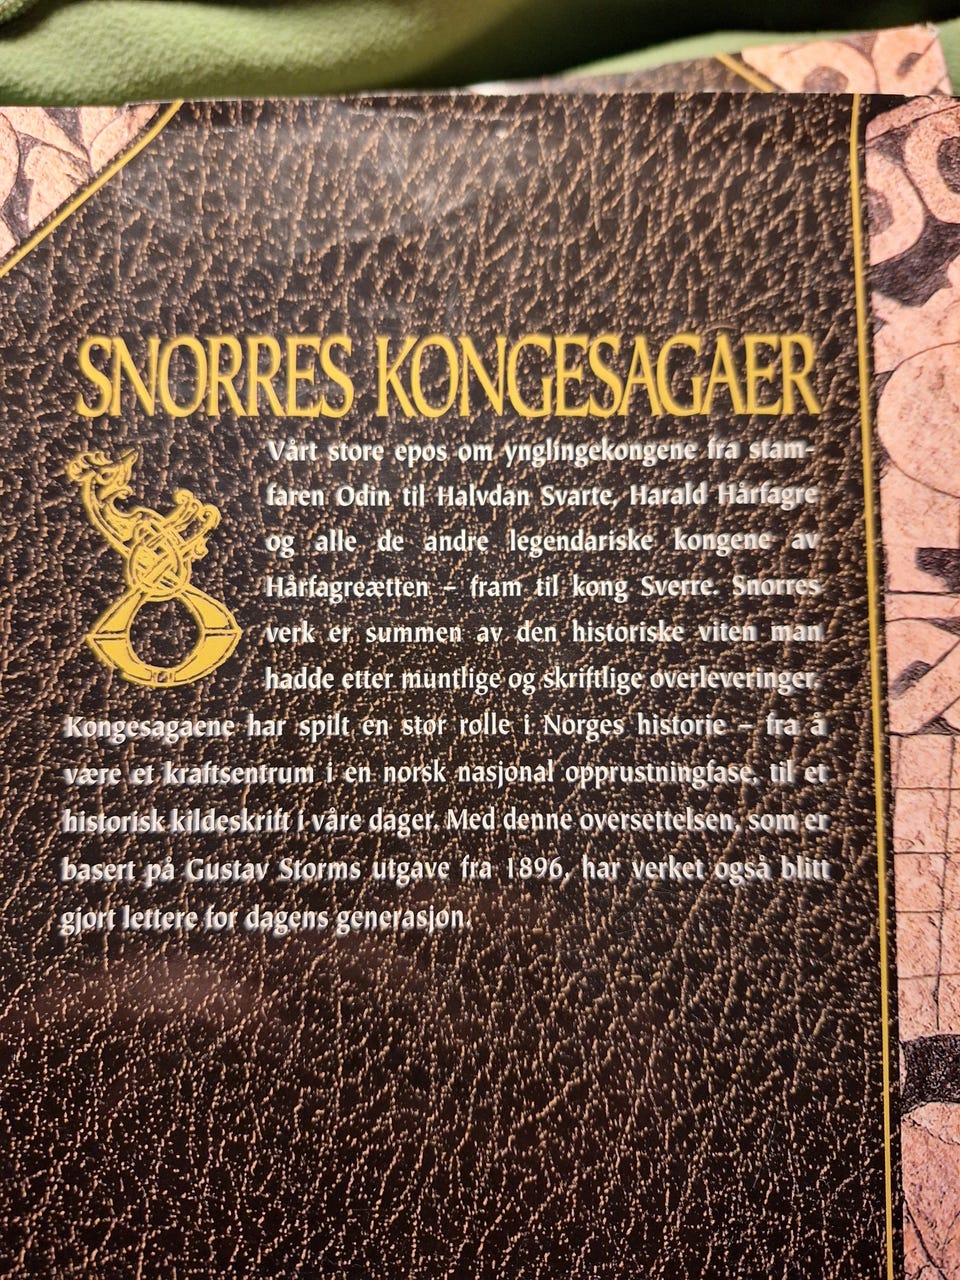 SNORRES KONGESAGAER
Vårt store epos om ynglingekongene fra stam-
faren Odin til Halvdan Svarte, Harald Hårfagre
og alle de andre legendariske kongene av
Hårfagreætten – fram til kong Sverre. Snorres
verk er summen av den historiske viten man
hadde etter muntlige og skriftlige overleveringer.
Kongesagaene har spilt en stor rolle i Norges historie – fra å
være et kraftsentrum i en norsk nasjonal opprustningfase, til et
historisk kildeskrift i våre dager. Med denne oversettelsen, som er
basert på Gustav Storms utgave fra 1896, har verket også blitt
gjort lettere for dagens generasjon.